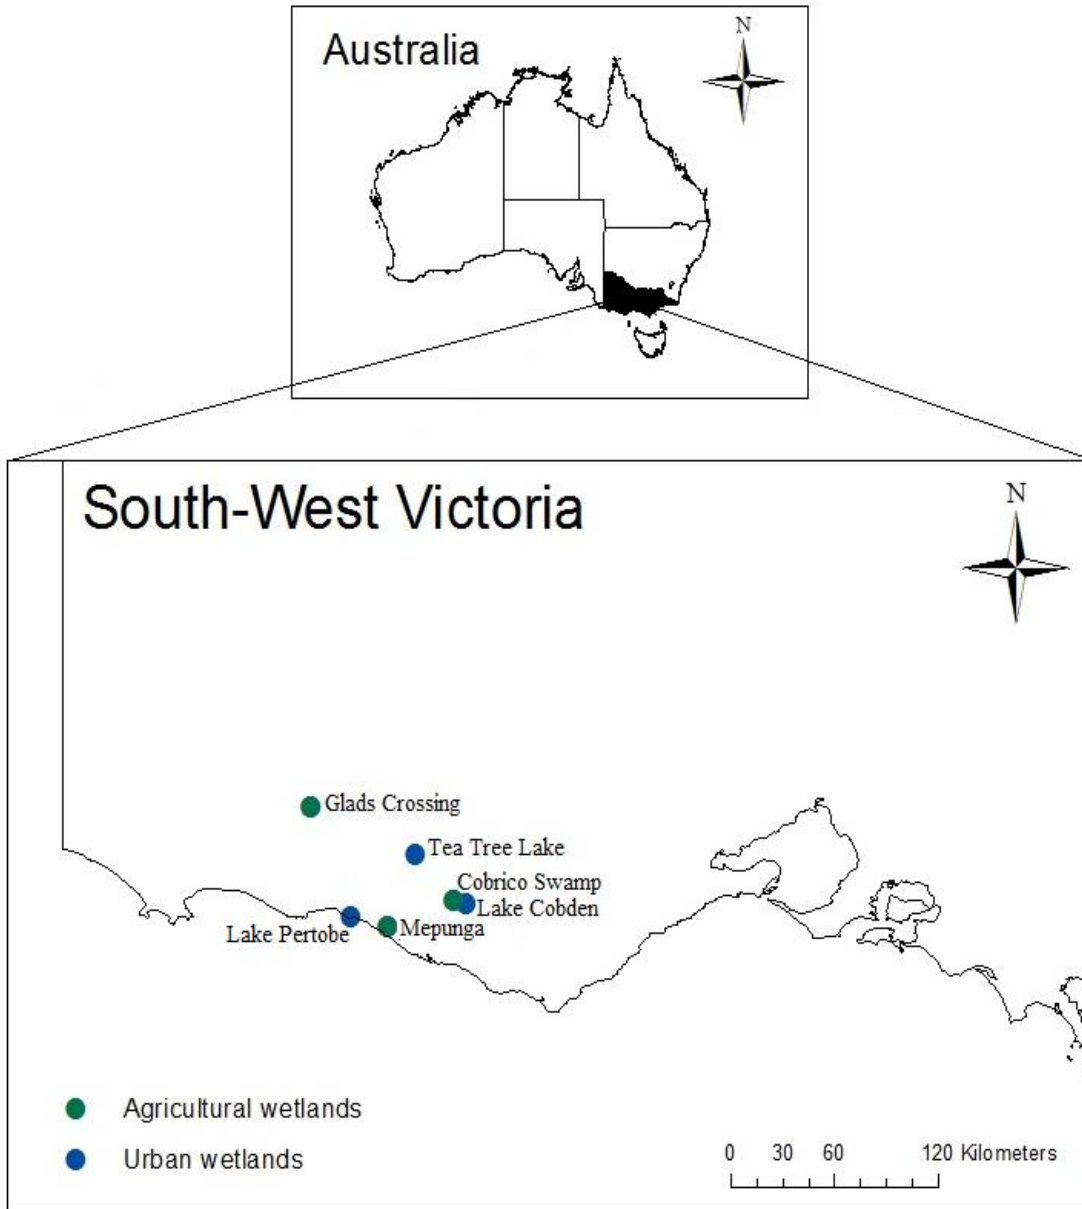 Australia
N
South-West Victoria
N
Glads Crossing
Tea Tree Lake
Cobrico Swamp
Lake Cobden
Lake Pertobe
Mepunga
Agricultural wetlands
Urban wetlands
0 30 60 120 Kilometers